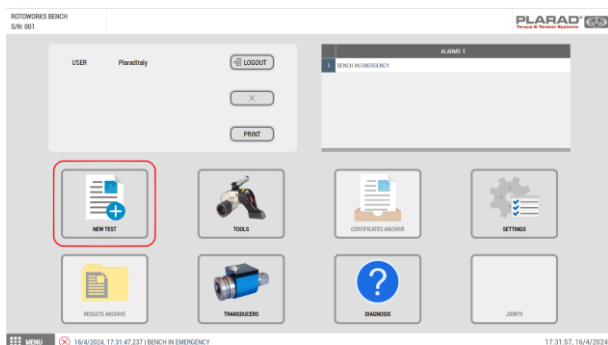 ROTOWORKS BENCH
S/N: 001
PLARAD
Torque & Tension Systems
USER PladarItaly
LOGOUT
PRINT
ALARMS
1 BENCH IN EMERGENCY
NEW TEST
TOOLS
CERTIFICATES ARCHIVE
SETTINGS
RESULTS ARCHIVE
TRANSDUCERS
DIAGNOSIS
JOINTS
MENU
16/4/2024, 17:31:47,237 | BENCH IN EMERGENCY
17:31:57, 16/4/2024